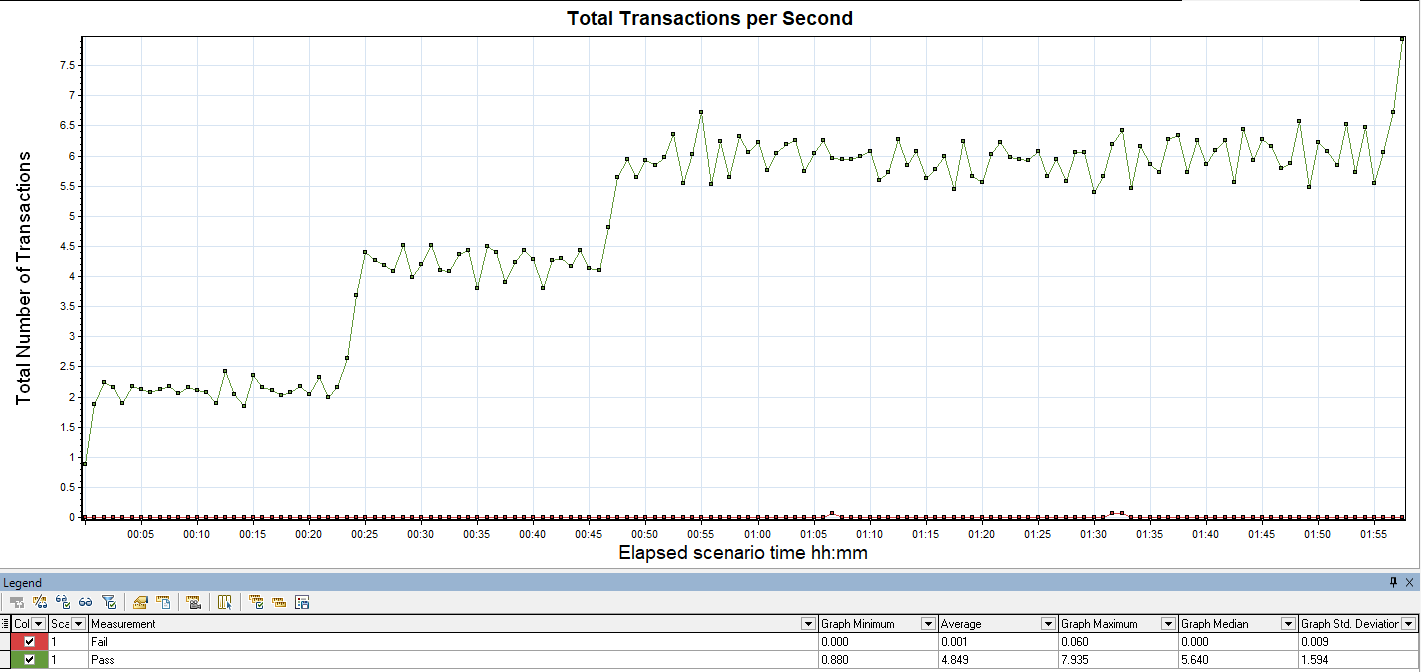 Total Transactions per Second
Total Number of Transactions
7.5
7
6.5
6
5.5
5
4.5
4
3.5
3
2.5
2
1.5
1
0.5
0
00:05 00:10 00:15 00:20 00:25 00:30 00:35 00:40 00:45 00:50 00:55 01:00 01:05 01:10 01:15 01:20 01:25 01:30 01:35 01:40 01:45 01:50 01:55
Elapsed scenario time hh:mm
Legend
Col Sca Measurement Graph Minimum Average Graph Maximum Graph Median Graph Std. Deviation
1 Fail 0.000 0.001 0.060 0.000 0.009
1 Pass 0.880 4.849 7.935 5.640 1.594